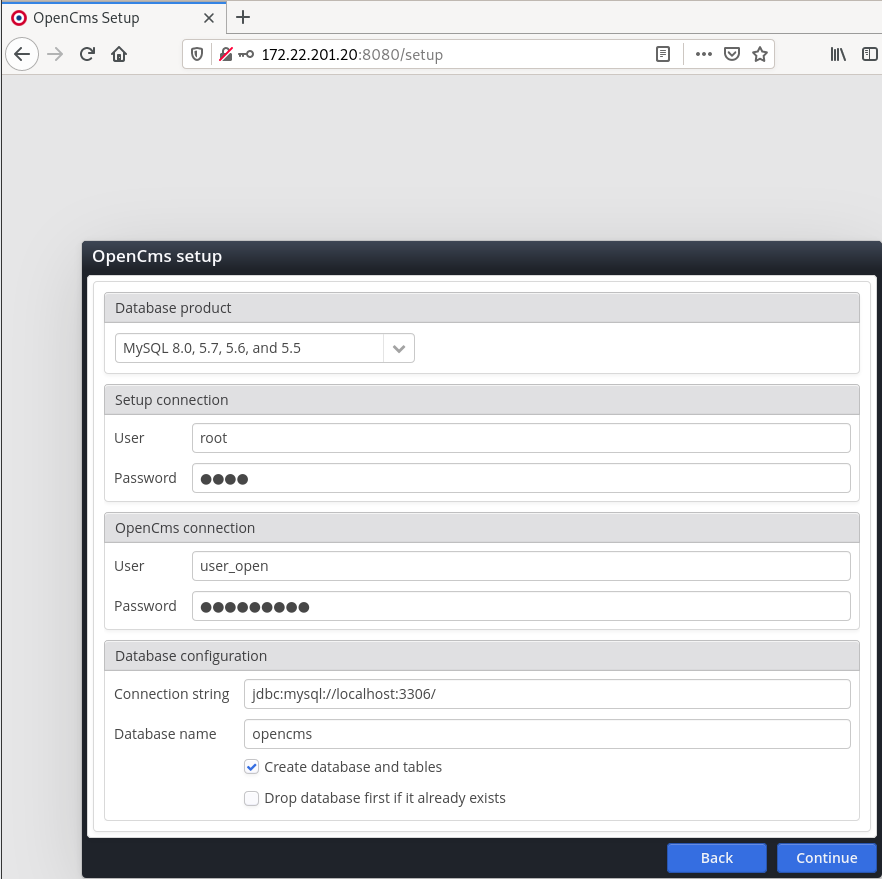 OpenCms Setup
172.22.201.20:8080/setup
OpenCms setup
Database product
MySQL 8.0, 5.7, 5.6, and 5.5
Setup connection
User root
Password ●●●●
OpenCms connection
User user_open
Password ●●●●●●●●●
Database configuration
Connection string jdbc:mysql://localhost:3306/
Database name opencms
Create database and tables
Drop database first if it already exists
Back Continue